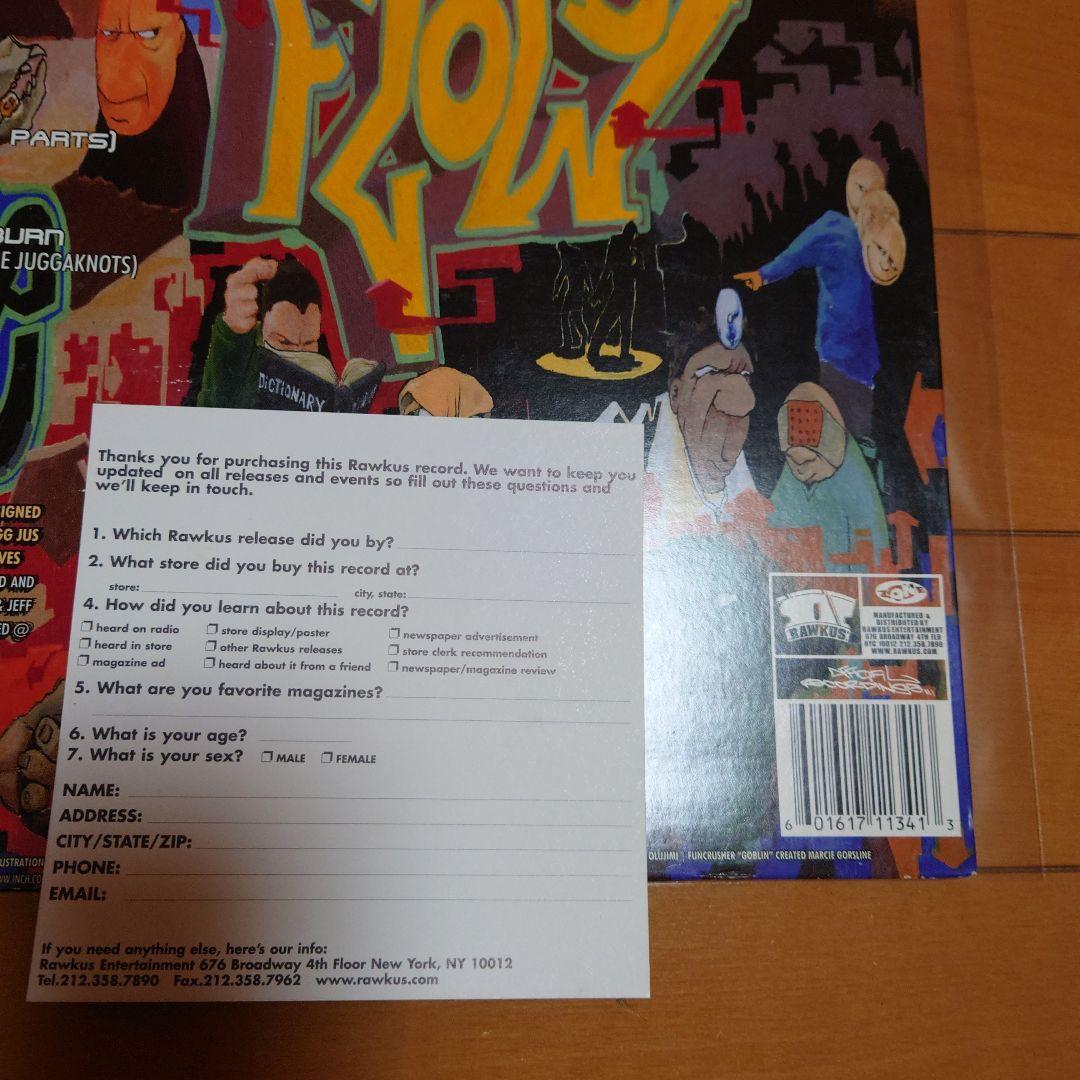 FLOW
PARTS)
BURN
E JUGGAKNOTS)
DICTIONARY
IGNED
GG JUS
VES
D AND
& JEFF
ED @
Thanks you for purchasing this Rawkus record. We want to keep you
updated on all releases and events so fill out these questions and
we'll keep in touch.
1. Which Rawkus release did you by?
2. What store did you buy this record at?
store: city, state:
4. How did you learn about this record?
heard on radio store display/poster newspaper advertisement
heard in store other Rawkus releases store clerk recommendation
magazine ad heard about it from a friend newspaper/magazine review
5. What are you favorite magazines?
6. What is your age?
7. What is your sex? MALE FEMALE
NAME:
ADDRESS:
CITY/STATE/ZIP:
PHONE:
EMAIL:
If you need anything else, here's our info:
Rawkus Entertainment 676 Broadway 4th Floor New York, NY 10012
Tel.212.358.7890 Fax.212.358.7962 www.rawkus.com
RAWKUS
MANUFACTURED &
DISTRIBUTED BY
RAWKUS ENTERTAINMENT
676 BROADWAY 4TH FLR
NYC 10012 212.358.7890
WWW.RAWKUS.COM
OFFICIAL
RECORDINGS
6 01617 11341 3
USTRATION
WW.INCH.CO
OLUJIMI | FUNCRUSHER "GOBLIN" CREATED MARCIE GORSLINE